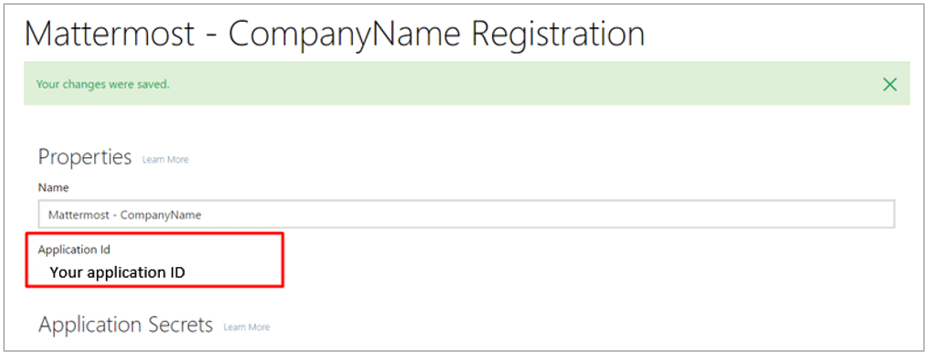 Mattermost - CompanyName Registration
Your changes were saved.
Properties Learn More
Name
Mattermost - CompanyName
Application Id
Your application ID
Application Secrets Learn More